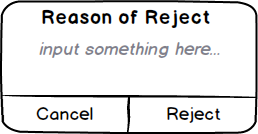 Reason of Reject
input something here...
Cancel
Reject